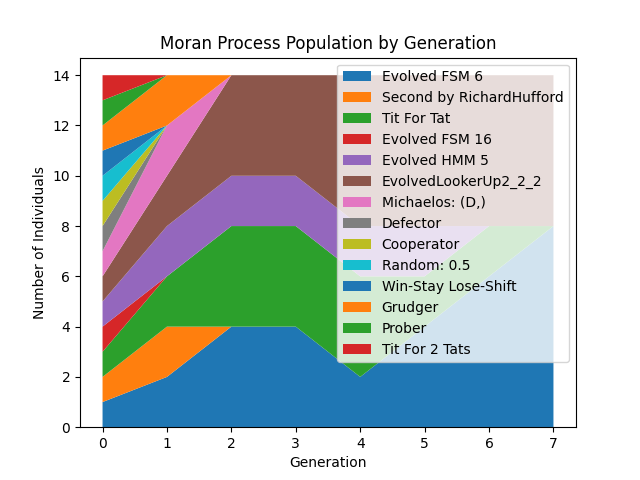 Moran Process Population by Generation
Number of Individuals
14
12
10
8
6
4
2
0
Evolved FSM 6
Second by RichardHufford
Tit For Tat
Evolved FSM 16
Evolved HMM 5
EvolvedLookerUp2_2_2
Michaelos: (D,)
Defector
Cooperator
Random: 0.5
Win-Stay Lose-Shift
Grudger
Prober
Tit For 2 Tats
0 1 2 3 4 5 6 7
Generation